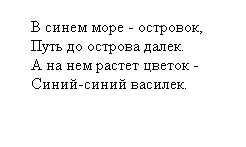 В синем море - островок,
Путь до острова далек.
А на нем растет цветок -
Синий-синий василек.